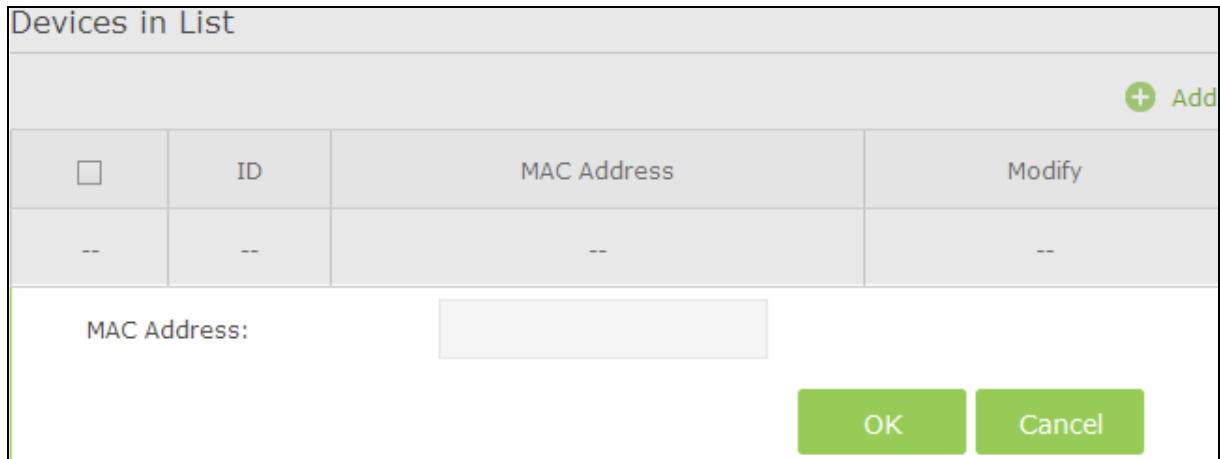 Devices in List
Add
ID MAC Address Modify
-- -- -- --
MAC Address:
OK Cancel